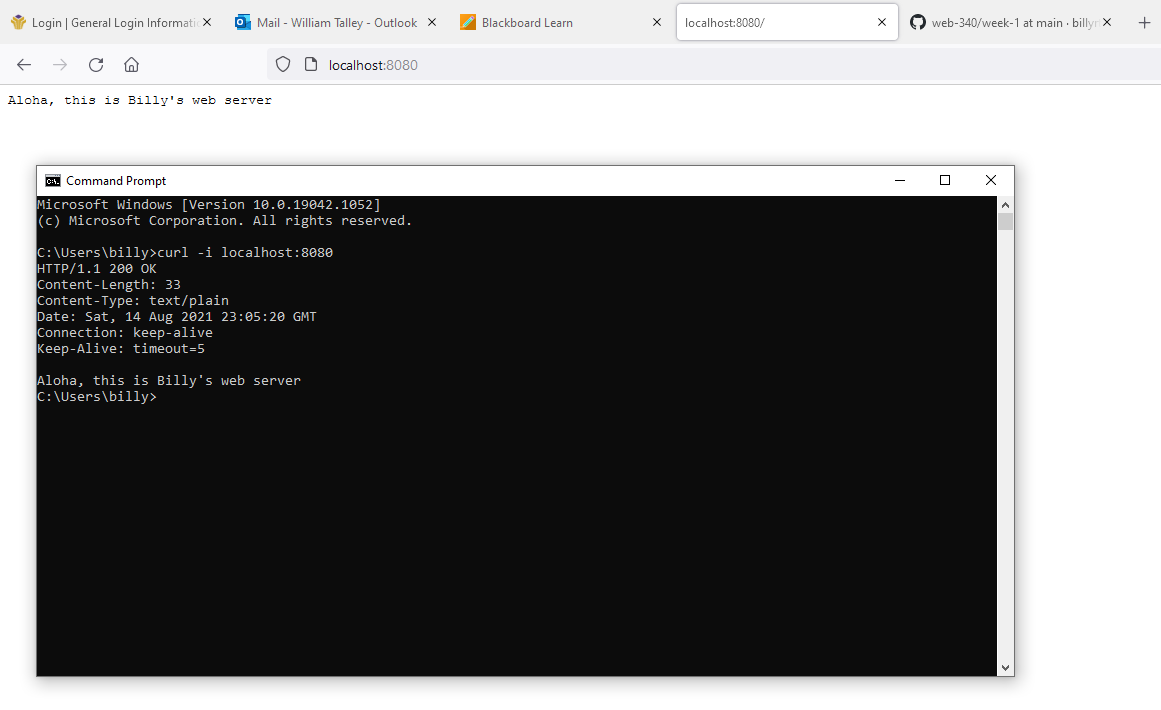 Login | General Login Informati
Mail - William Talley - Outlook
Blackboard Learn
localhost:8080/
web-340/week-1 at main · billyr
localhost:8080
Aloha, this is Billy's web server
Command Prompt
Microsoft Windows [Version 10.0.19042.1052]
(c) Microsoft Corporation. All rights reserved.
C:\Users\billy>curl -i localhost:8080
HTTP/1.1 200 OK
Content-Length: 33
Content-Type: text/plain
Date: Sat, 14 Aug 2021 23:05:20 GMT
Connection: keep-alive
Keep-Alive: timeout=5
Aloha, this is Billy's web server
C:\Users\billy>